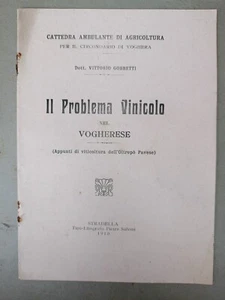 CATTEDRA AMBULANTE DI AGRICOLTURA
PER IL CIRCONDARIO DI VOGHERA
Dott. VITTORIO
Il Problema Vinicolo
NEL
VOGHERESE
(Appunti di viticoltura dell'Oltrepò Pavese)
STRADELLA